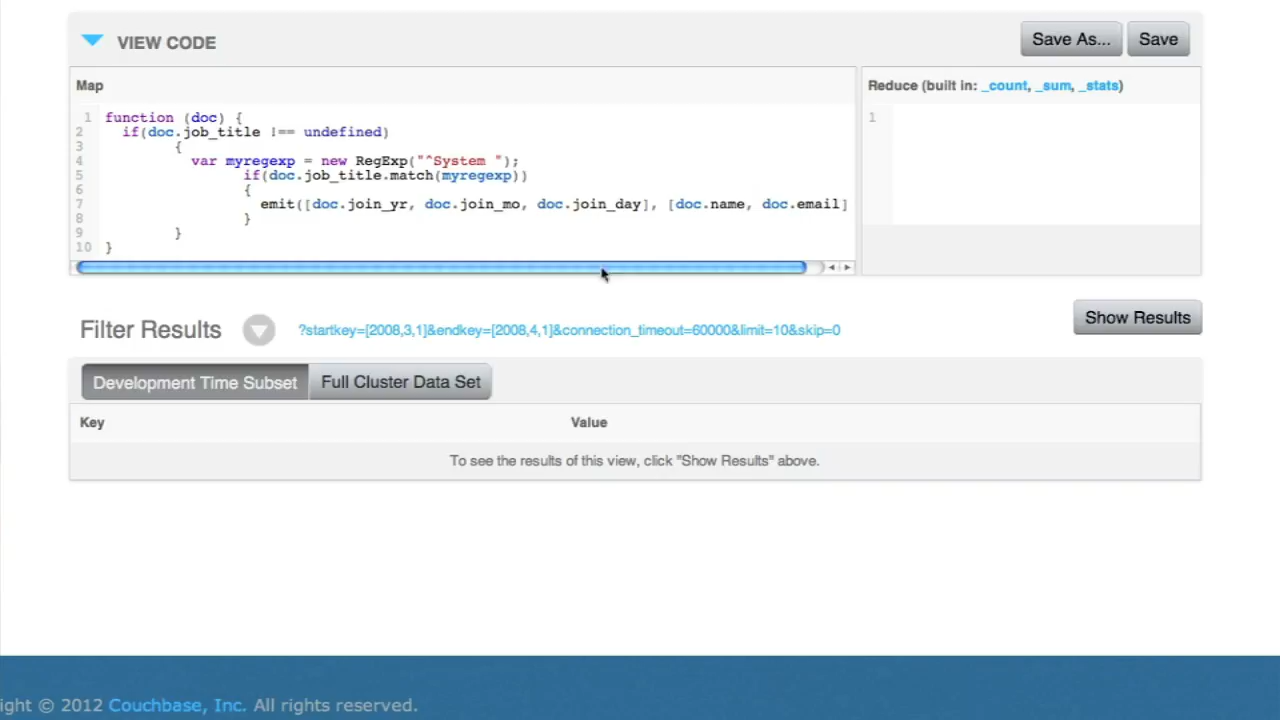 VIEW CODE
Save As... Save
Map
Reduce (built in: _count, _sum, _stats)
1 function (doc) {
2 if(doc.job_title !== undefined)
3 {
4 var myregexp = new RegExp("^System ");
5 if(doc.job_title.match(myregexp))
6 {
7 emit([doc.join_yr, doc.join_mo, doc.join_day], [doc.name, doc.email]
8 }
9 }
10 }
1
Filter Results ?startkey=[2008,3,1]&endkey=[2008,4,1]&connection_timeout=60000&limit=10&skip=0
Show Results
Development Time Subset Full Cluster Data Set
Key Value
To see the results of this view, click "Show Results" above.
ight © 2012 Couchbase, Inc. All rights reserved.